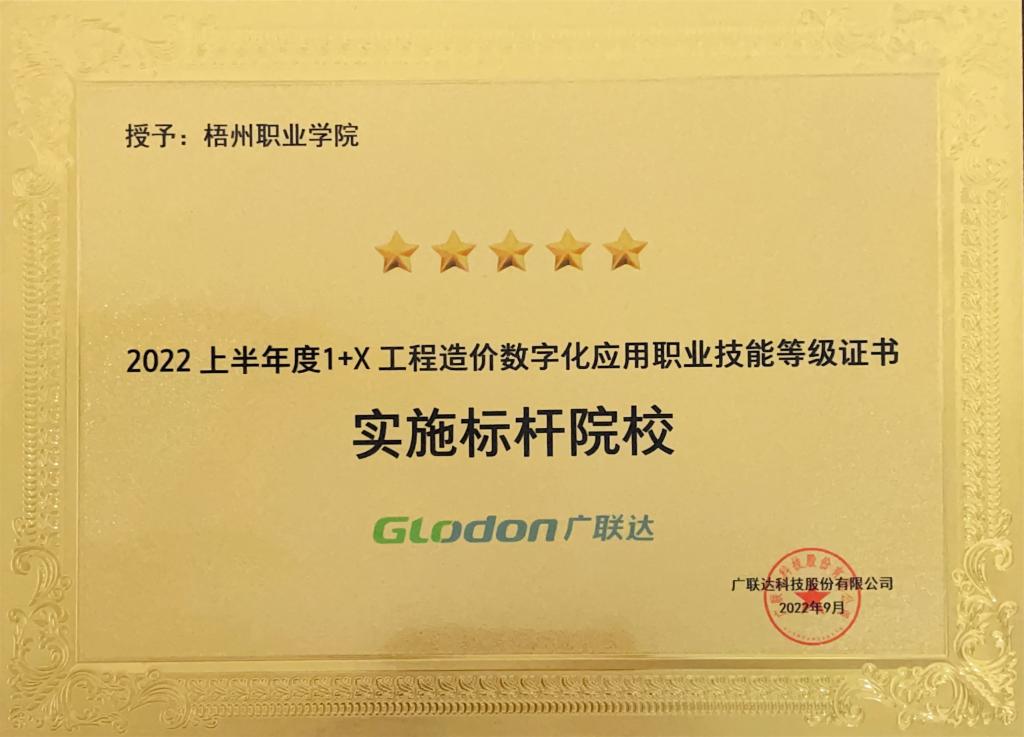 授予：梧州职业学院
2022 上半年度1+X 工程造价数字化应用职业技能等级证书
实施标杆院校
GLodon 广联达
广联达科技股份有限公司
2022年9月